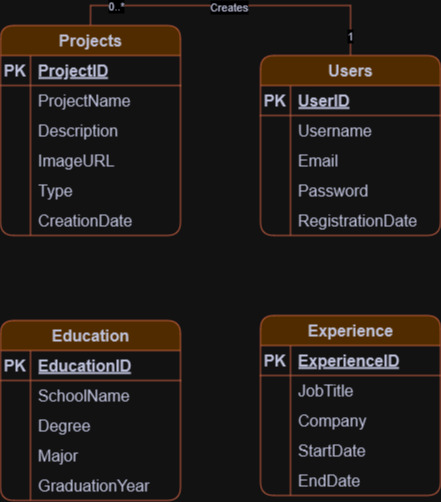 0..*
Creates
1
Projects
PK ProjectID
ProjectName
Description
ImageURL
Type
CreationDate
Users
PK UserID
Username
Email
Password
RegistrationDate
Education
PK EducationID
SchoolName
Degree
Major
GraduationYear
Experience
PK ExperienceID
JobTitle
Company
StartDate
EndDate